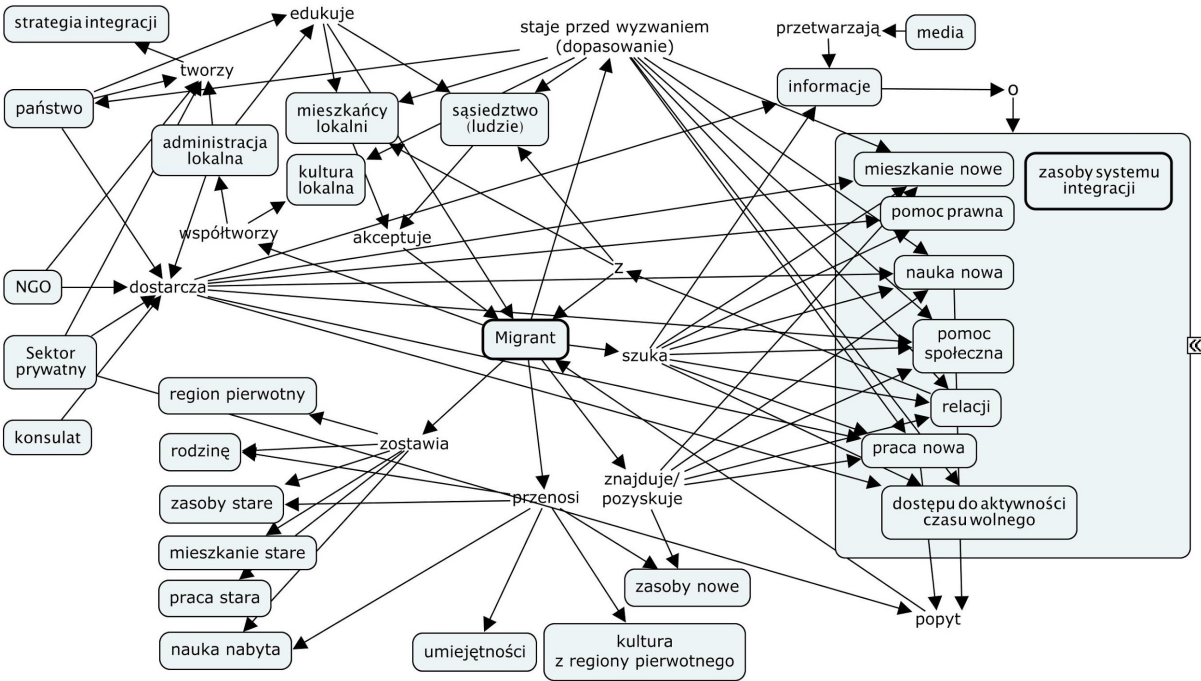 strategia integracji
edukuje
staje przed wyzwaniem
(dopasowanie)
przetwarzają
media
tworzy
państwo
mieszkańcy
lokalni
sąsiedztwo
(ludzie)
informacje
o
administracja
lokalna
kultura
lokalna
mieszkanie nowe
zasoby systemu
integracji
pomoc prawna
współtworzy
akceptuje
NGO
dostarcza
z
nauka nowa
Migrant
szuka
pomoc
społeczna
Sektor
prywatny
region pierwotny
relacji
konsulat
rodzinę
zostawia
praca nowa
zasoby stare
przenosi
znajduje/
pozyskuje
dostępu do aktywności
czasu wolnego
mieszkanie stare
praca stara
zasoby nowe
popyt
nauka nabyta
umiejętności
kultura
z regiony pierwotnego